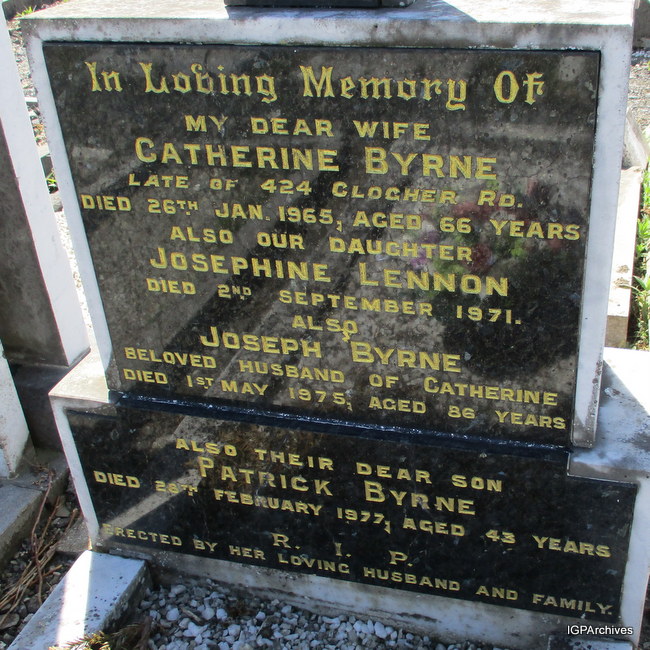 In Loving Memory Of
MY DEAR WIFE
CATHERINE BYRNE
LATE OF 424 CLOGHER RD.
DIED 26TH JAN. 1965, AGED 66 YEARS
ALSO OUR DAUGHTER
JOSEPHINE LENNON
DIED 2ND SEPTEMBER 1971.
ALSO
JOSEPH BYRNE
BELOVED HUSBAND OF CATHERINE
DIED 1ST MAY 1975, AGED 86 YEARS
ALSO THEIR DEAR SON
PATRICK BYRNE
DIED FEBRUARY 1977, AGED 43 YEARS
R. I. P.
ERECTED BY HER LOVING HUSBAND AND FAMILY.
IGPArchives